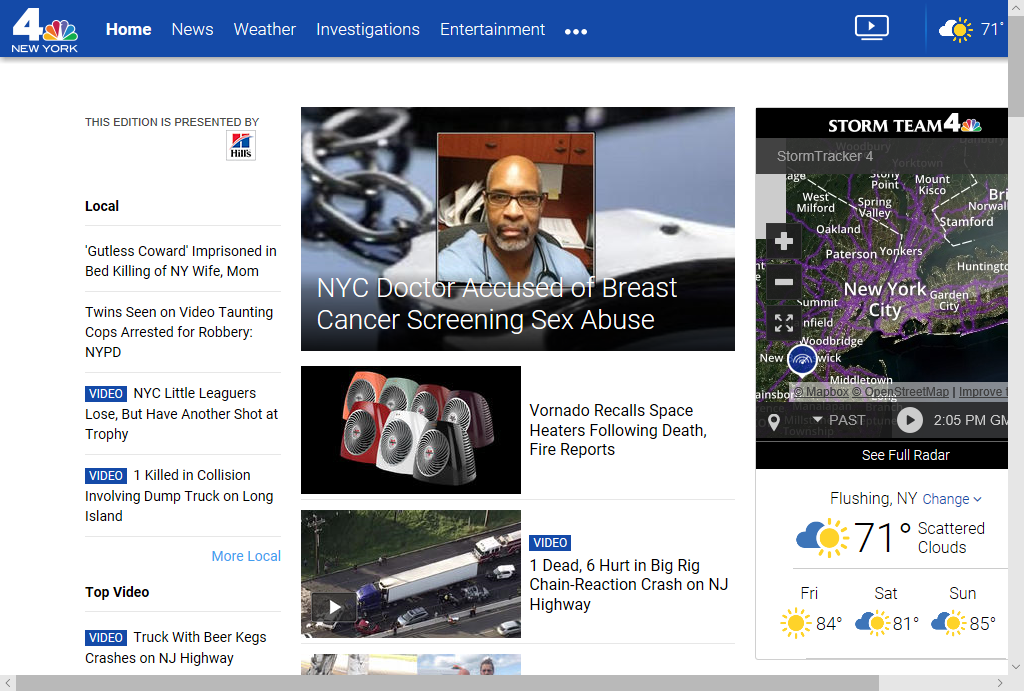 4
NEW YORK
Home News Weather Investigations Entertainment
71°
THIS EDITION IS PRESENTED BY
Hill's
Local
'Gutless Coward' Imprisoned in
Bed Killing of NY Wife, Mom
Twins Seen on Video Taunting
Cops Arrested for Robbery:
NYPD
VIDEO NYC Little Leaguers
Lose, But Have Another Shot at
Trophy
VIDEO 1 Killed in Collision
Involving Dump Truck on Long
Island
More Local
Top Video
VIDEO Truck With Beer Kegs
Crashes on NJ Highway
NYC Doctor Accused of Breast
Cancer Screening Sex Abuse
Vornado Recalls Space
Heaters Following Death,
Fire Reports
VIDEO
1 Dead, 6 Hurt in Big Rig
Chain-Reaction Crash on NJ
Highway
STORM TEAM 4
StormTracker 4
Woodbury
Yorktown
Stony
Point
Mount
Kisco
West
Milford
Spring
Valley
Norwal
Stamford
Oakland
Paterson
Yonkers
Huntingto
New York
City
Garden
City
Summit
nfield
Woodbridge
New wick
Middletown
© Mapbox © OpenStreetMap | Improve t
Manalapan
Long
Branch
Township
PAST
2:05 PM GM
See Full Radar
Flushing, NY Change
71° Scattered
Clouds
Fri Sat Sun
84° 81° 85°